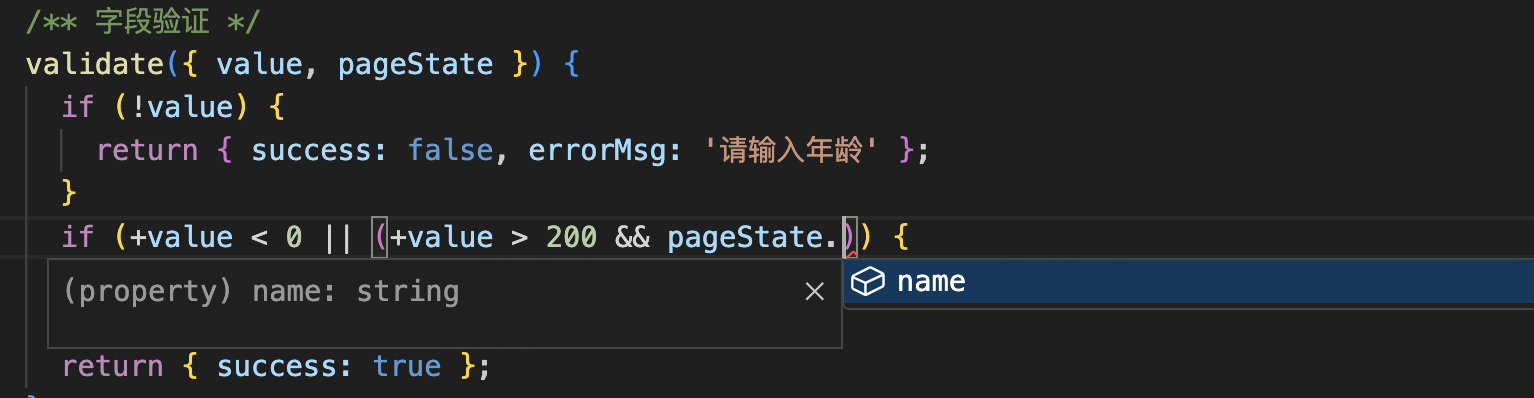 /** 字段验证 */
validate({ value, pageState }) {
if (!value) {
return { success: false, errorMsg: '请输入年龄' };
}
if (+value < 0 || (+value > 200 && pageState.)) {
(property) name: string
name
return { success: true };